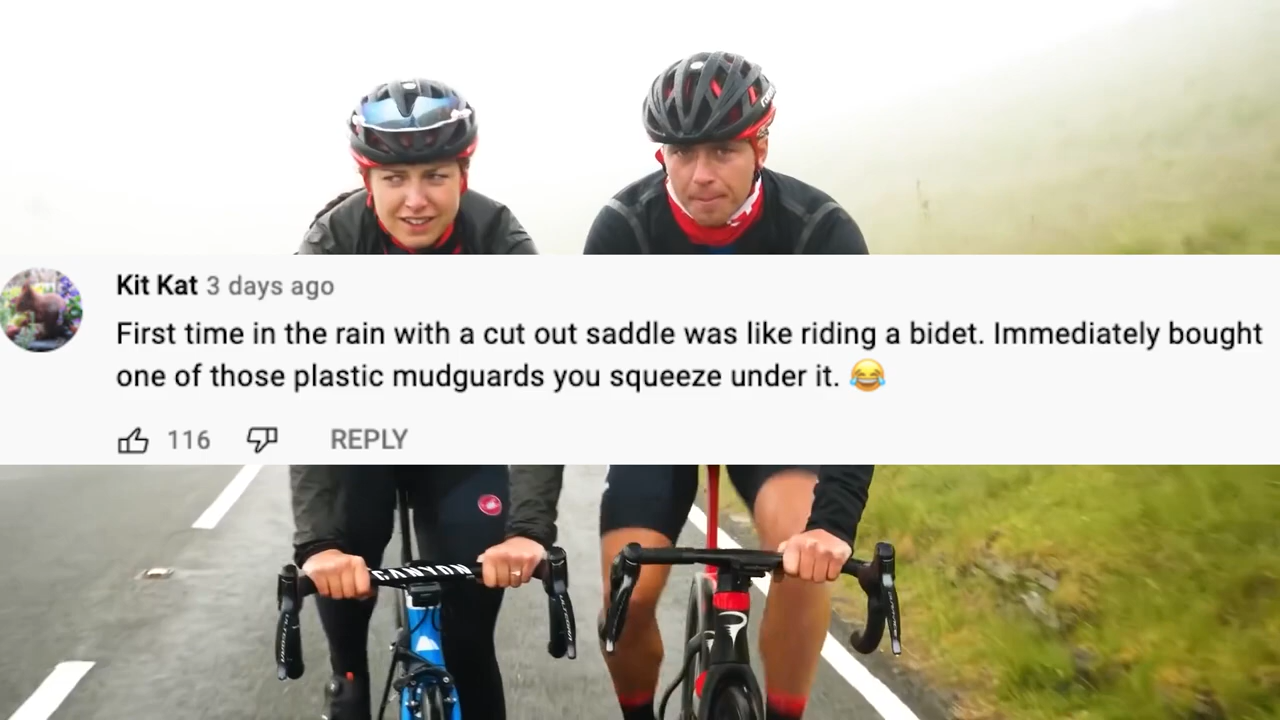 Kit Kat 3 days ago
First time in the rain with a cut out saddle was like riding a bidet. Immediately bought
one of those plastic mudguards you squeeze under it. 😂
116 REPLY
CANYON